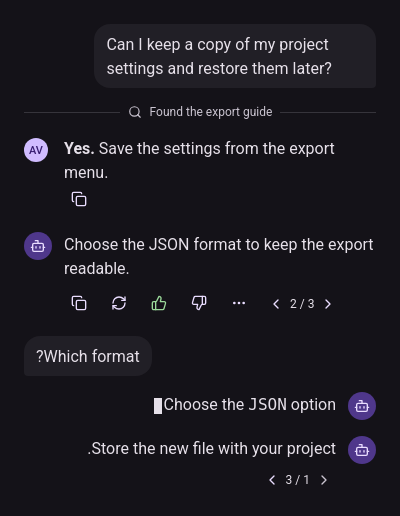 Can I keep a copy of my project
settings and restore them later?
Found the export guide
AV
Yes. Save the settings from the export
menu.
Choose the JSON format to keep the export
readable.
2 / 3
?Which format
Choose the JSON option
.Store the new file with your project
3 / 1